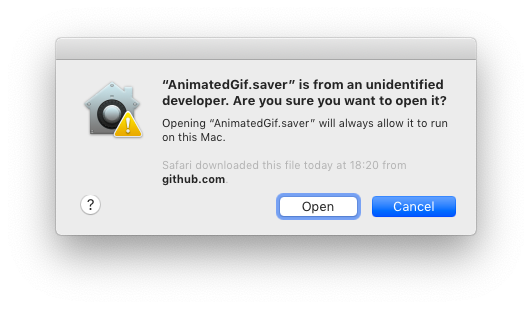 “AnimatedGif.saver” is from an unidentified
developer. Are you sure you want to open it?
Opening “AnimatedGif.saver” will always allow it to run
on this Mac.
Safari downloaded this file today at 18:20 from
github.com.
?
Open
Cancel